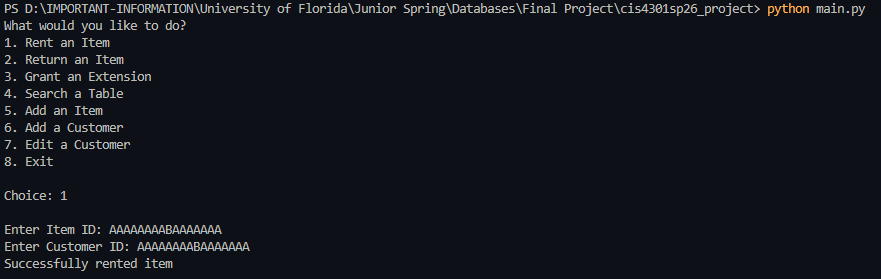 PS D:\IMPORTANT-INFORMATION\University of Florida\Junior Spring\Databases\Final Project\cis4301sp26_project> python main.py
What would you like to do?
1. Rent an Item
2. Return an Item
3. Grant an Extension
4. Search a Table
5. Add an Item
6. Add a Customer
7. Edit a Customer
8. Exit
Choice: 1
Enter Item ID: AAAAAAAABAAAAAAA
Enter Customer ID: AAAAAAAABAAAAAAA
Successfully rented item